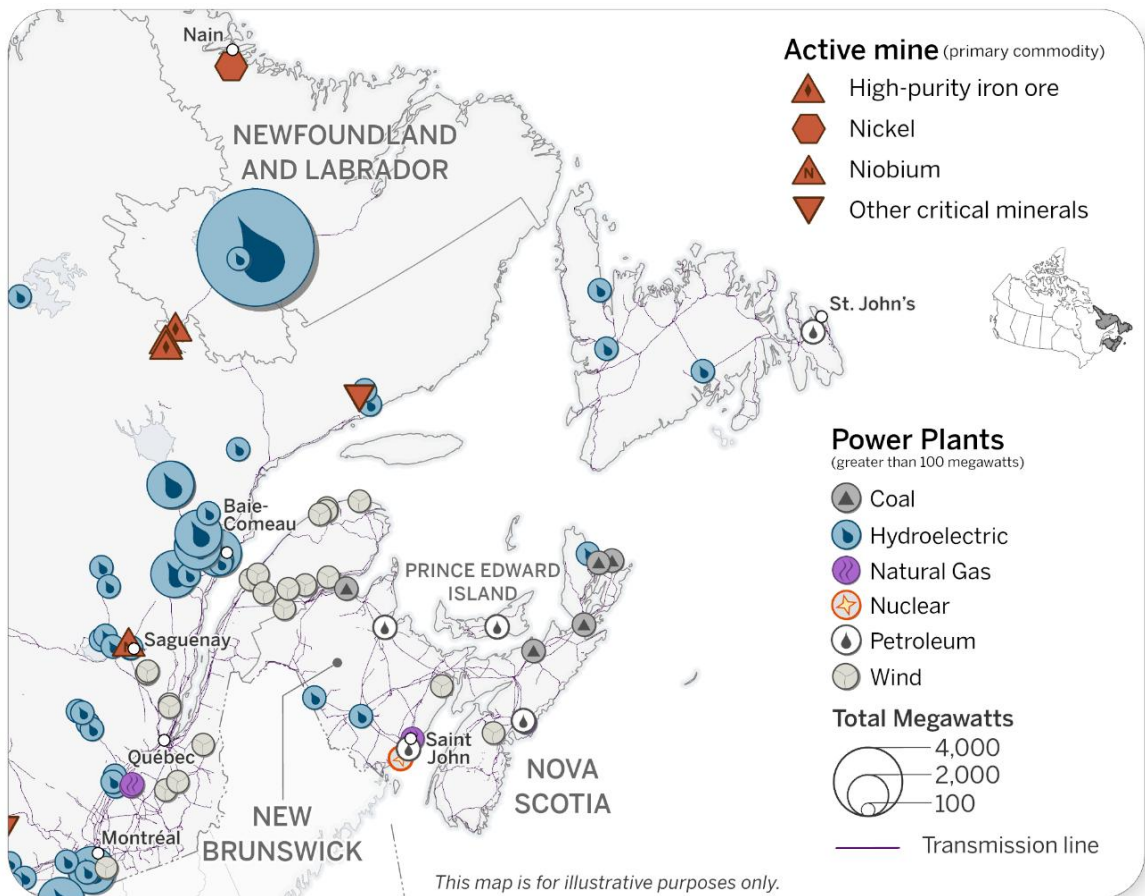 Nain
NEWFOUNDLAND
AND LABRADOR
Active mine (primary commodity)
High-purity iron ore
Nickel
N
Niobium
Other critical minerals
St. John's
Baie-
Comeau
PRINCE EDWARD
ISLAND
Saguenay
Québec
Saint
John
Montréal
NEW
BRUNSWICK
NOVA
SCOTIA
Power Plants
(greater than 100 megawatts)
Coal
Hydroelectric
Natural Gas
Nuclear
Petroleum
Wind
Total Megawatts
4,000
2,000
100
Transmission line
This map is for illustrative purposes only.